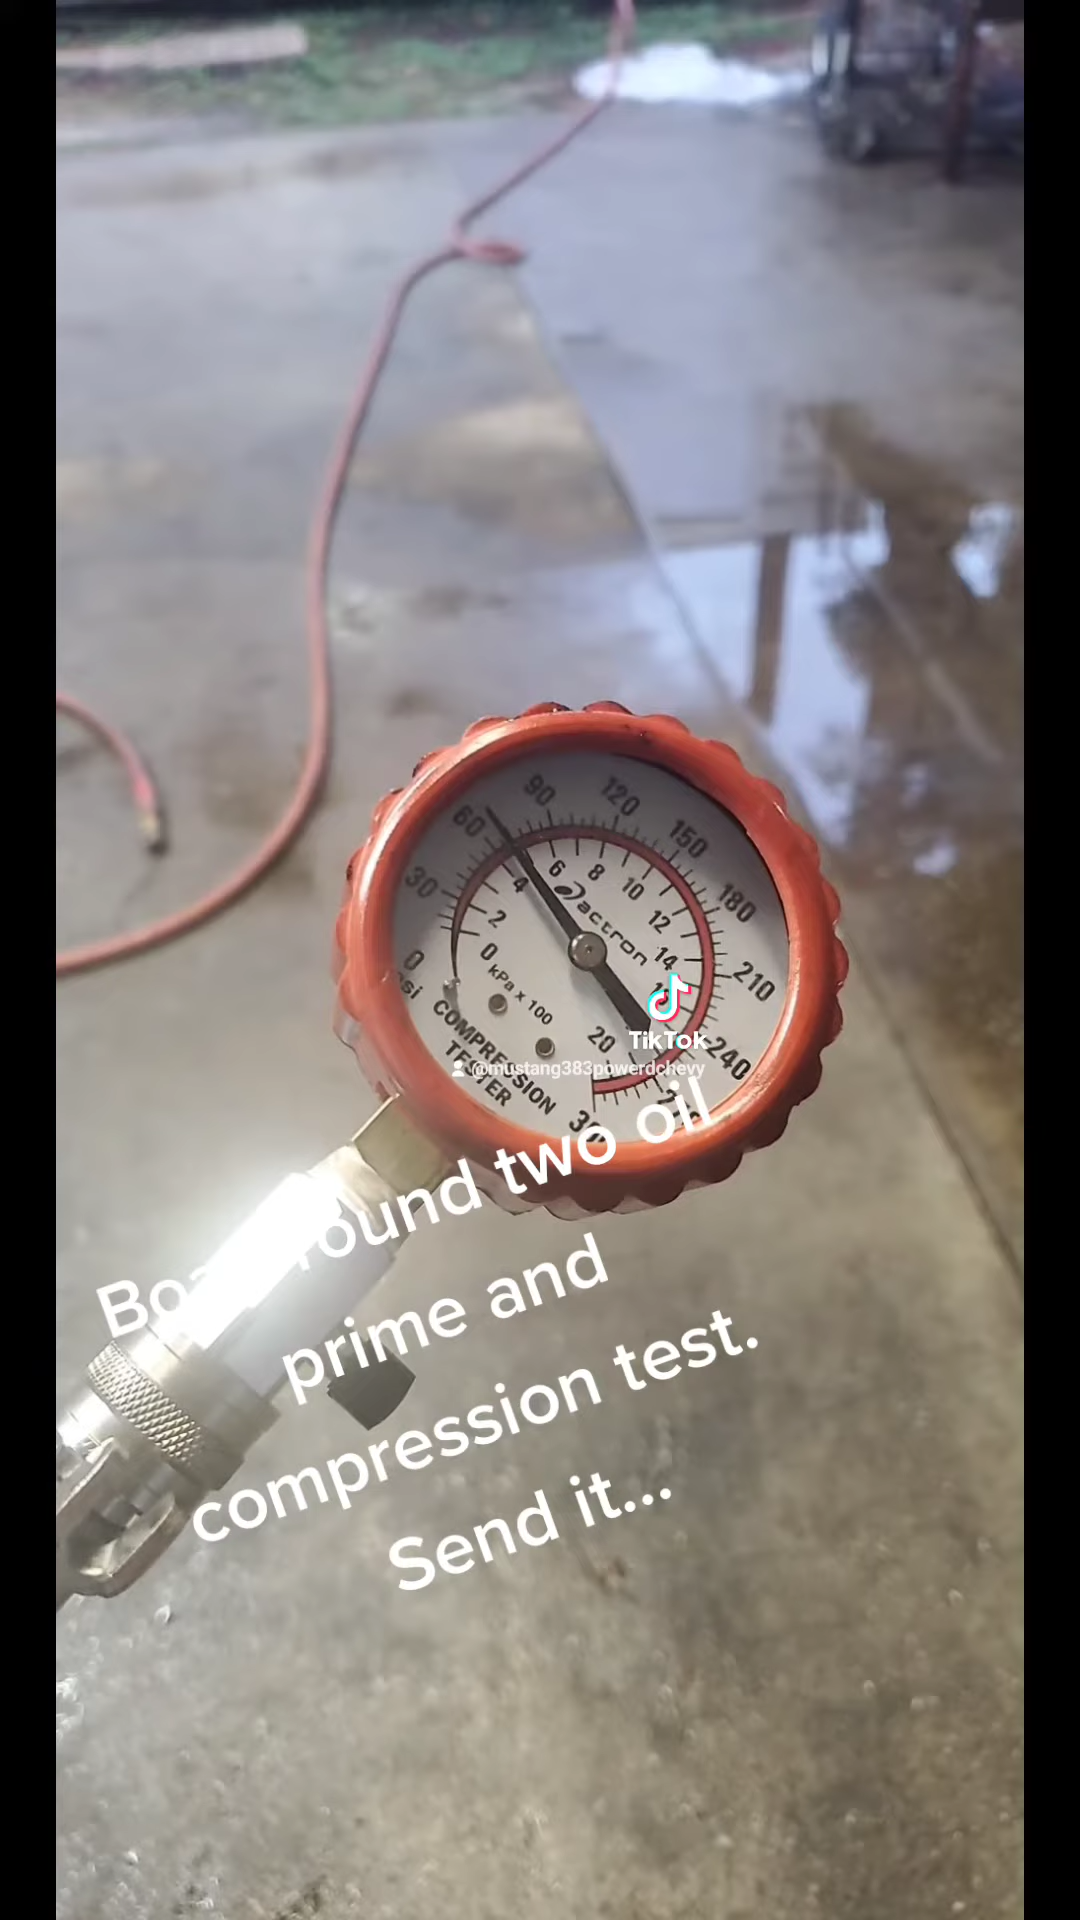 90
120
60
150
30
180
0
210
240
psi
4
6
8
10
2
12
0
14
20
kPa x 100
actron
COMPRESSION
TESTER
TikTok
@mustang383powerdchevy
round two oil
prime and
compression test.
Send it...